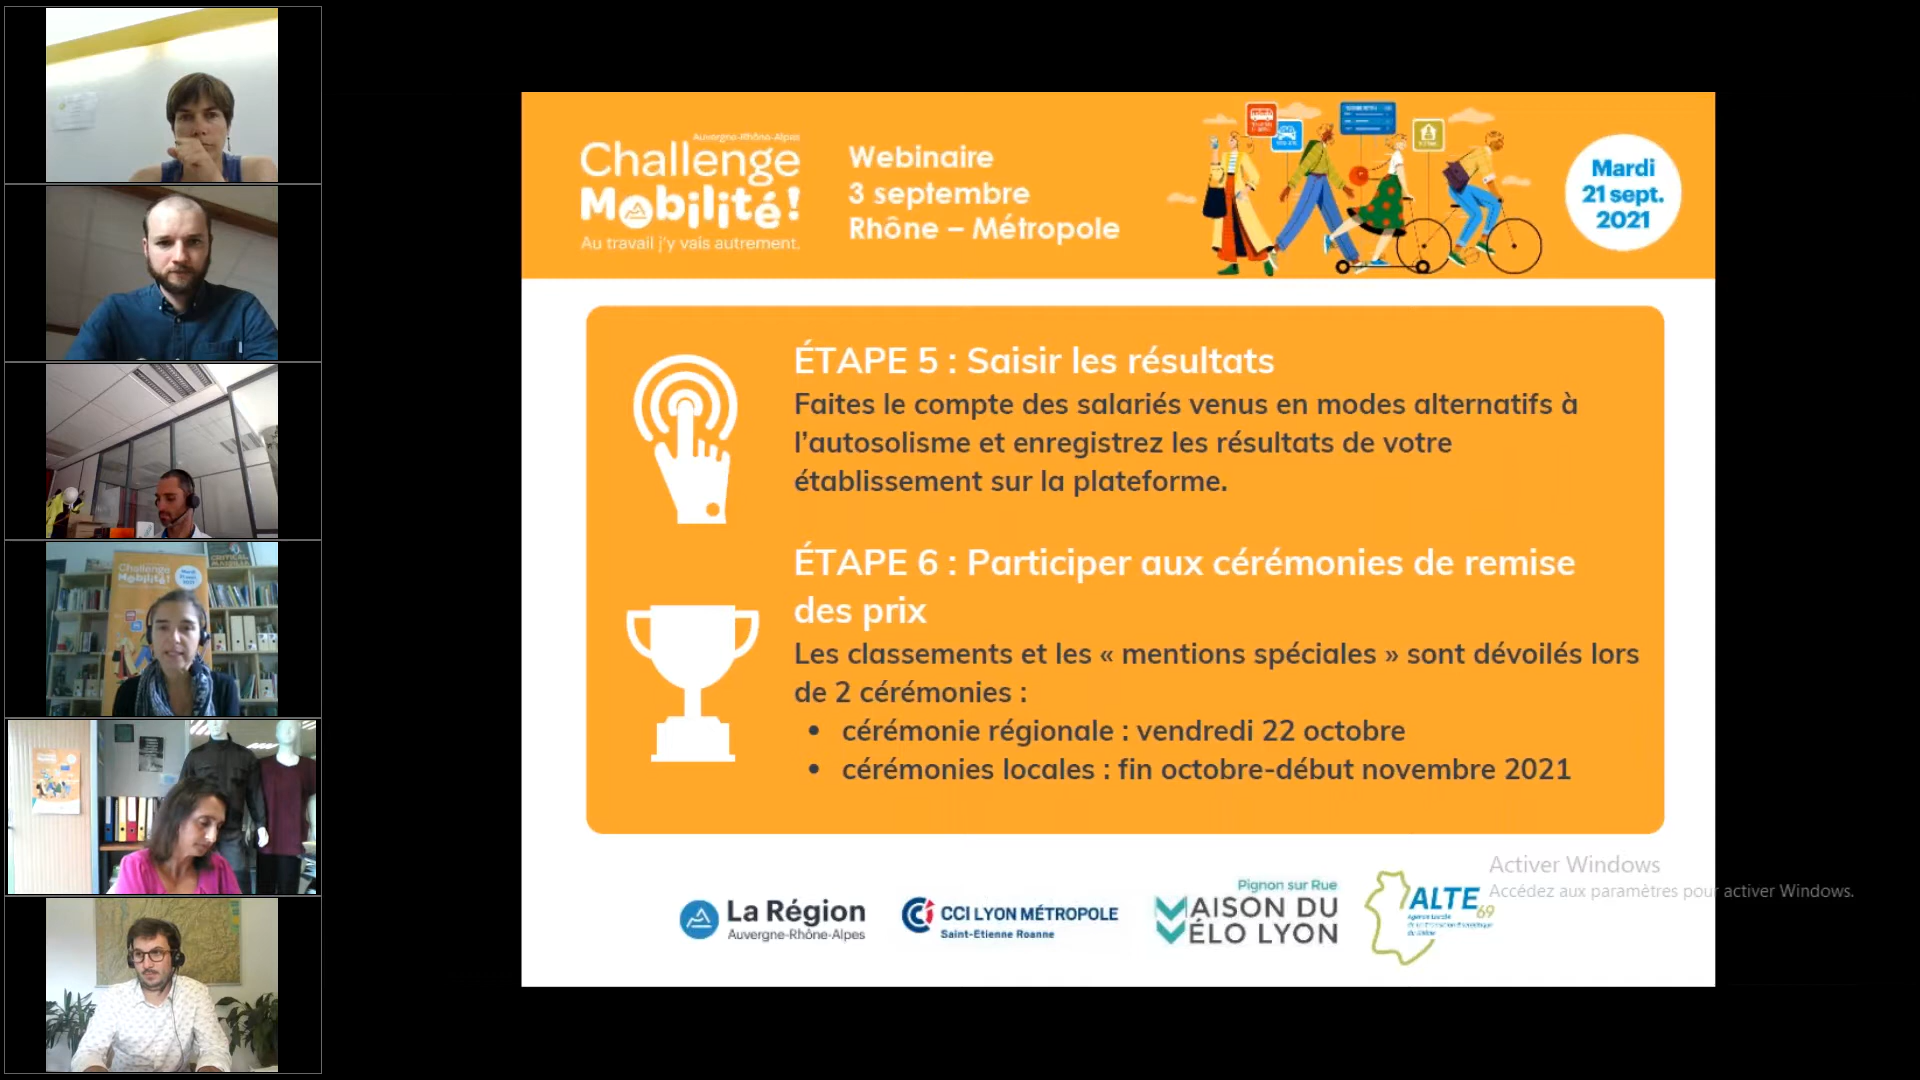 Auvergne-Rhône-Alpes
Challenge
Mobilité!
Au travail j'y vais autrement.
Webinaire
3 septembre
Rhône – Métropole
Mardi
21 sept.
2021
ÉTAPE 5 : Saisir les résultats
Faites le compte des salariés venus en modes alternatifs à
l'autosolisme et enregistrez les résultats de votre
établissement sur la plateforme.
ÉTAPE 6 : Participer aux cérémonies de remise
des prix
Les classements et les « mentions spéciales » sont dévoilés lors
de 2 cérémonies :
• cérémonie régionale : vendredi 22 octobre
• cérémonies locales : fin octobre-début novembre 2021
La Région
Auvergne-Rhône-Alpes
CCI LYON MÉTROPOLE
Saint-Etienne Roanne
Pignon sur Rue
MAISON DU
VÉLO LYON
ALTE
69
Activer Windows
Accédez aux paramètres pour activer Windows.
Challenge
Mobilité!